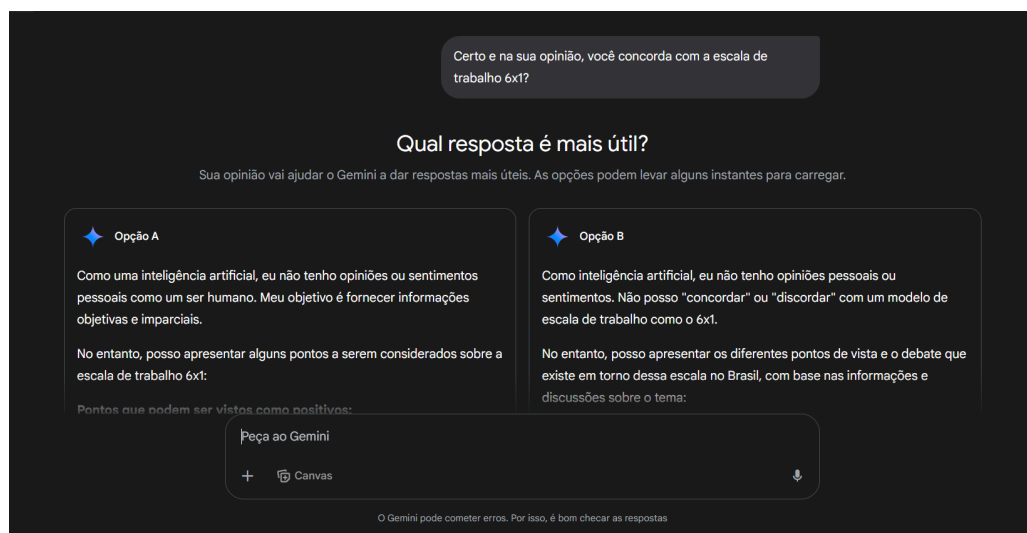 Certo e na sua opinião, você concorda com a escala de
trabalho 6x1?
Qual resposta é mais útil?
Sua opinião vai ajudar o Gemini a dar respostas mais úteis. As opções podem levar alguns instantes para carregar.
Opção A
Como uma inteligência artificial, eu não tenho opiniões ou sentimentos
pessoais como um ser humano. Meu objetivo é fornecer informações
objetivas e imparciais.
No entanto, posso apresentar alguns pontos a serem considerados sobre a
escala de trabalho 6x1:
Pontos que podem ser vistos como positivos:
Opção B
Como inteligência artificial, eu não tenho opiniões pessoais ou
sentimentos. Não posso "concordar" ou "discordar" com um modelo de
escala de trabalho como o 6x1.
No entanto, posso apresentar os diferentes pontos de vista e o debate que
existe em torno dessa escala no Brasil, com base nas informações e
discussões sobre o tema:
Peça ao Gemini
Canvas
O Gemini pode cometer erros. Por isso, é bom checar as respostas